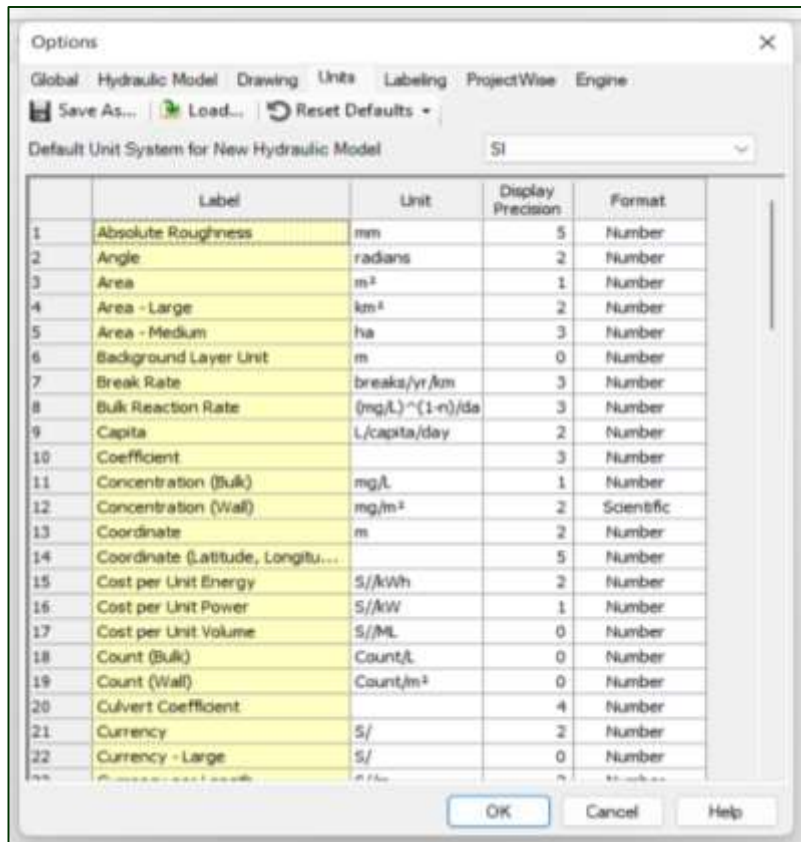 Options
Global Hydraulic Model Drawing Units Labeling ProjectWise Engine
Save As... Load... Reset Defaults
Default Unit System for New Hydraulic Model SI
Label Unit Display Precision Format
1 Absolute Roughness mm 5 Number
2 Angle radians 2 Number
3 Area m² 1 Number
4 Area - Large km² 2 Number
5 Area - Medium ha 3 Number
6 Background Layer Unit m 0 Number
7 Break Rate breaks/yr/km 3 Number
8 Bulk Reaction Rate (mg/L)^(1-n)/da 3 Number
9 Capita L/capita/day 2 Number
10 Coefficient 3 Number
11 Concentration (Bulk) mg/L 1 Number
12 Concentration (Wall) mg/m² 2 Scientific
13 Coordinate m 2 Number
14 Coordinate (Latitude, Longitu... 5 Number
15 Cost per Unit Energy S//kWh 2 Number
16 Cost per Unit Power S//kW 1 Number
17 Cost per Unit Volume S//ML 0 Number
18 Count (Bulk) Count/L 0 Number
19 Count (Wall) Count/m² 0 Number
20 Culvert Coefficient 4 Number
21 Currency S/ 2 Number
22 Currency - Large S/ 0 Number
OK Cancel Help